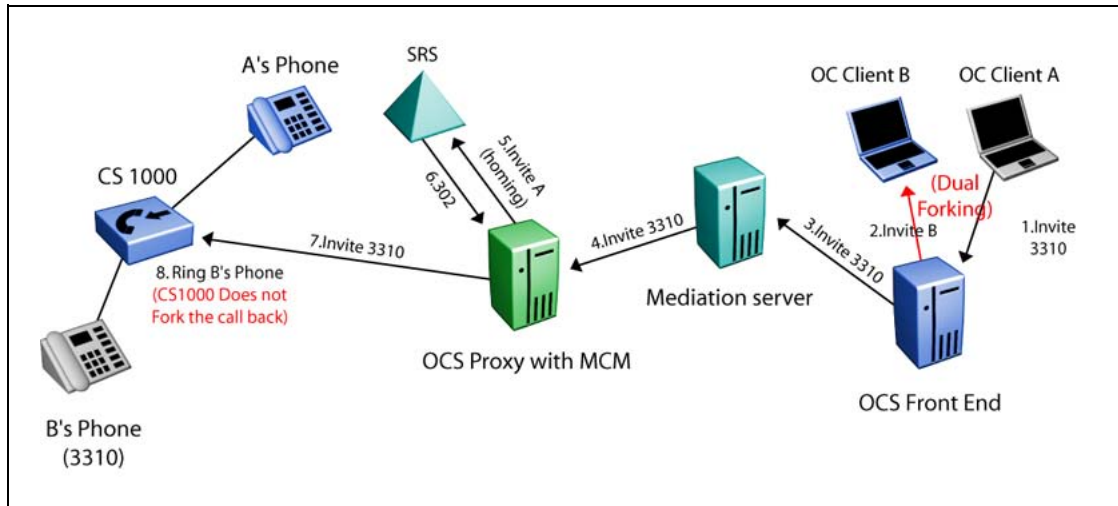 A's Phone
SRS
OC Client B
OC Client A
CS 1000
5.Invite A
(homing)
6.302
(Dual
Forking)
2.Invite B
1.Invite
3310
7.Invite 3310
4.Invite 3310
3.Invite 3310
8. Ring B's Phone
(CS1000 Does not
Fork the call back)
Mediation server
OCS Proxy with MCM
OCS Front End
B's Phone
(3310)